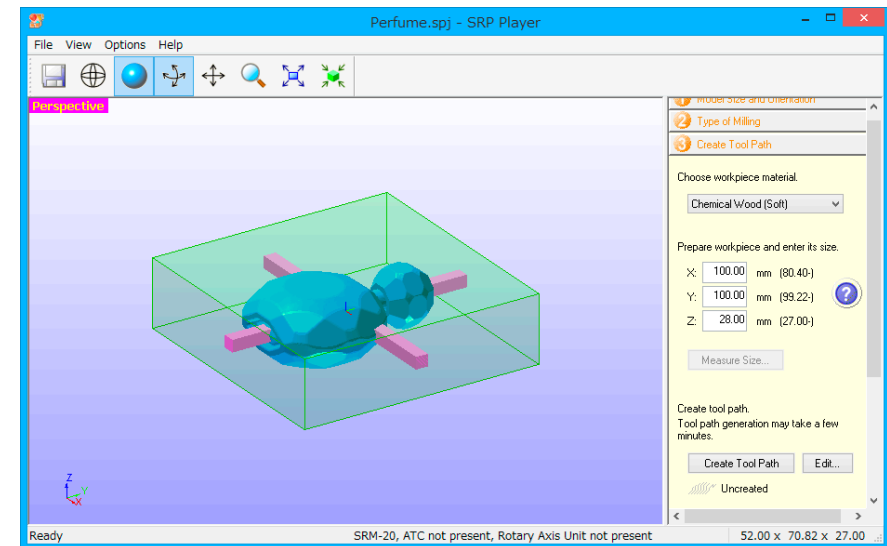 Perfume.spj - SRP Player
File View Options Help
Perspective
1 Model Size and Orientation
2 Type of Milling
3 Create Tool Path
Choose workpiece material.
Chemical Wood (Soft)
Prepare workpiece and enter its size.
X: 100.00 mm (80.40-)
Y: 100.00 mm (99.22-)
?
Z: 28.00 mm (27.00-)
Measure Size...
Create tool path.
Tool path generation may take a few
minutes.
Create Tool Path Edit...
Uncreated
Z
Y
X
Ready SRM-20, ATC not present, Rotary Axis Unit not present 52.00 x 70.82 x 27.00